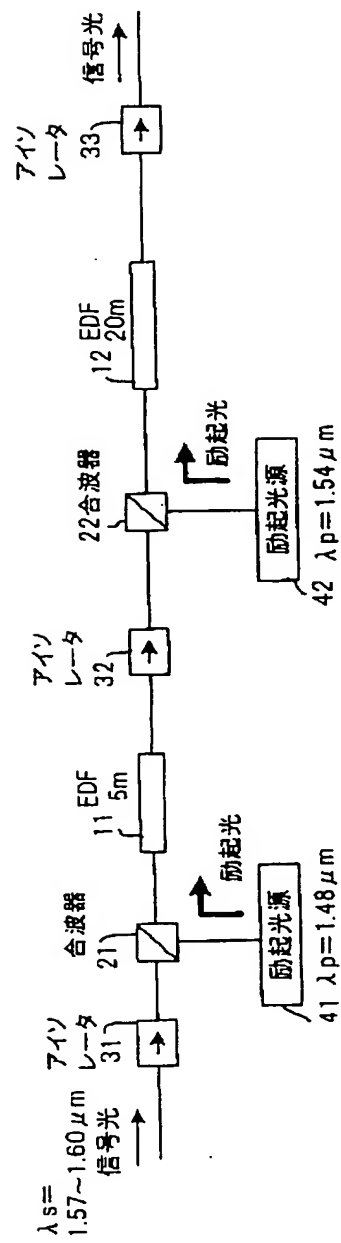 λs=
1.57~1.60μm
信号光
アイソ
レータ
31
合波器
21
励起光
励起光源
41 λp=1.48μm
EDF
11 5m
アイソ
レータ
32
22合波器
励起光
励起光源
42 λp=1.54μm
EDF
12 20m
アイソ
レータ
33
信号光